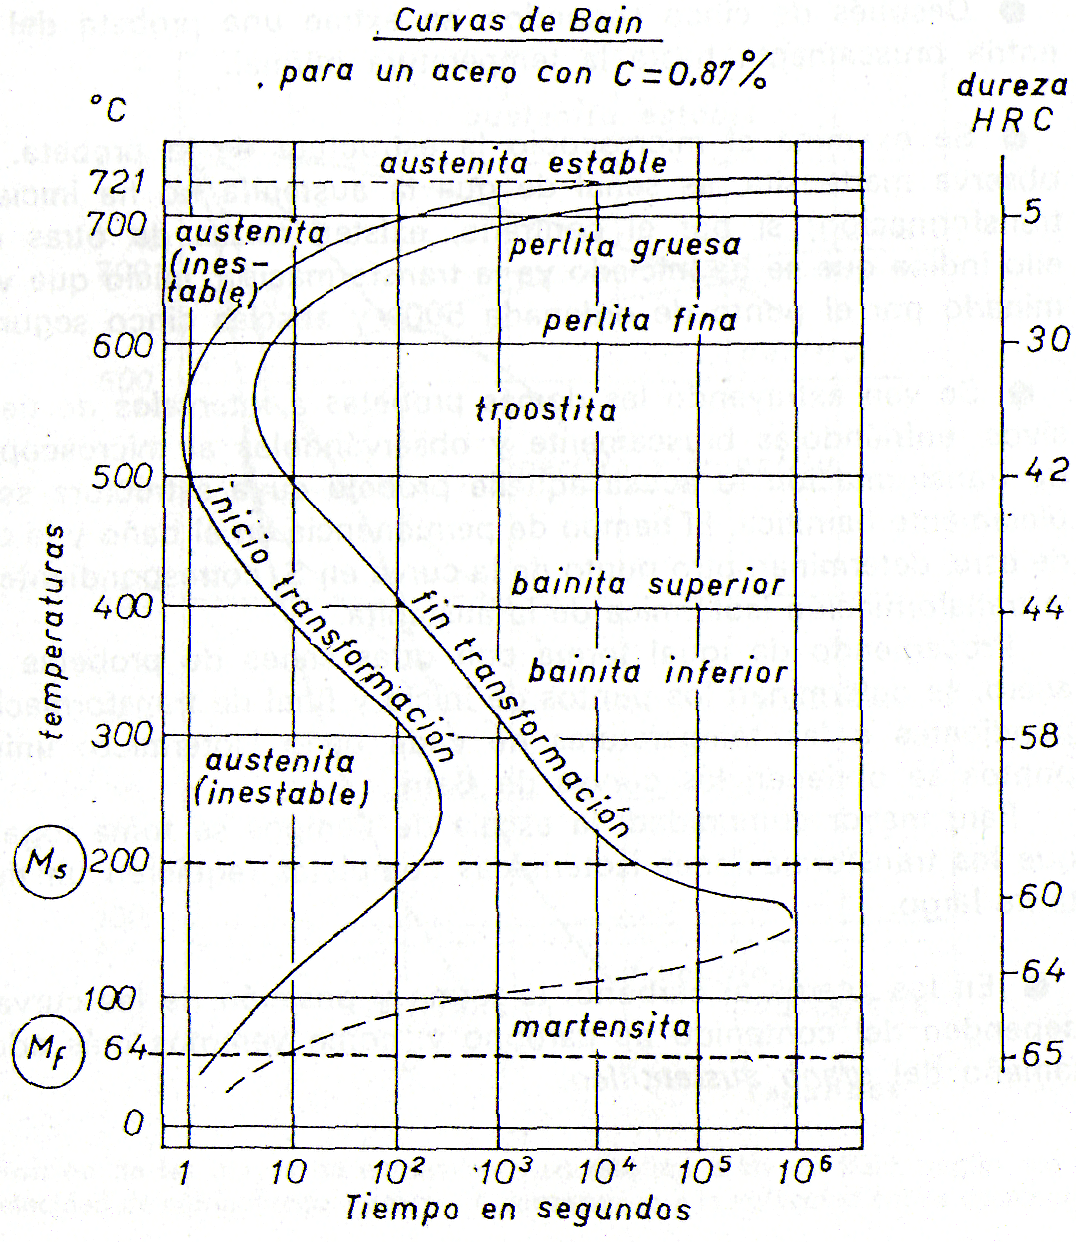 Curvas de Bain
para un acero con C=0.87%
°C
dureza
HRC
austenita estable
721
700
5
austenita
(ines-
table)
perlita gruesa
perlita fina
600
30
troostita
500
42
inicio transformación
fin transformación
bainita superior
400
44
bainita inferior
300
58
austenita
(inestable)
Ms
200
60
64
100
martensita
Mf
64
65
0
temperaturas
1 10 10² 10³ 10⁴ 10⁵ 10⁶
Tiempo en segundos